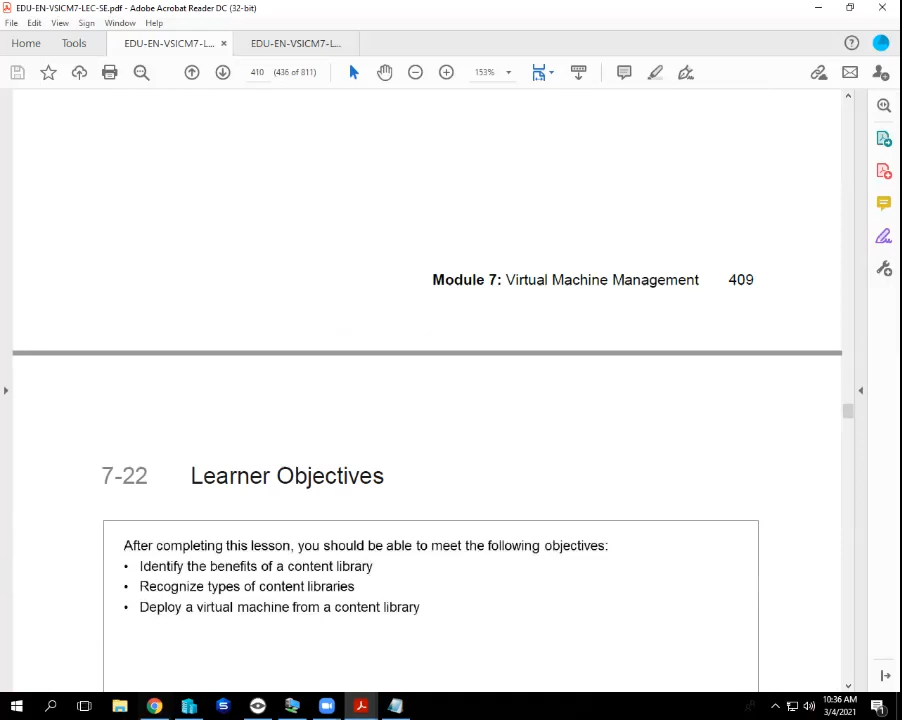 EDU-EN-VSICM7-LEC-SE.pdf - Adobe Acrobat Reader DC (32-bit)
File Edit View Sign Window Help
Home Tools EDU-EN-VSICM7-L... × EDU-EN-VSICM7-L...
410 (436 of 811) 153%
Module 7: Virtual Machine Management 409
7-22 Learner Objectives
After completing this lesson, you should be able to meet the following objectives:
• Identify the benefits of a content library
• Recognize types of content libraries
• Deploy a virtual machine from a content library
10:36 AM
3/4/2021